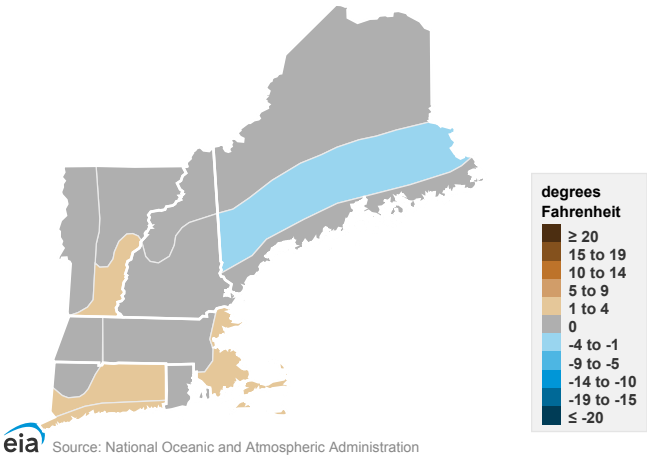 degrees
Fahrenheit
≥ 20
15 to 19
10 to 14
5 to 9
1 to 4
0
-4 to -1
-9 to -5
-14 to -10
-19 to -15
≤ -20
eia Source: National Oceanic and Atmospheric Administration